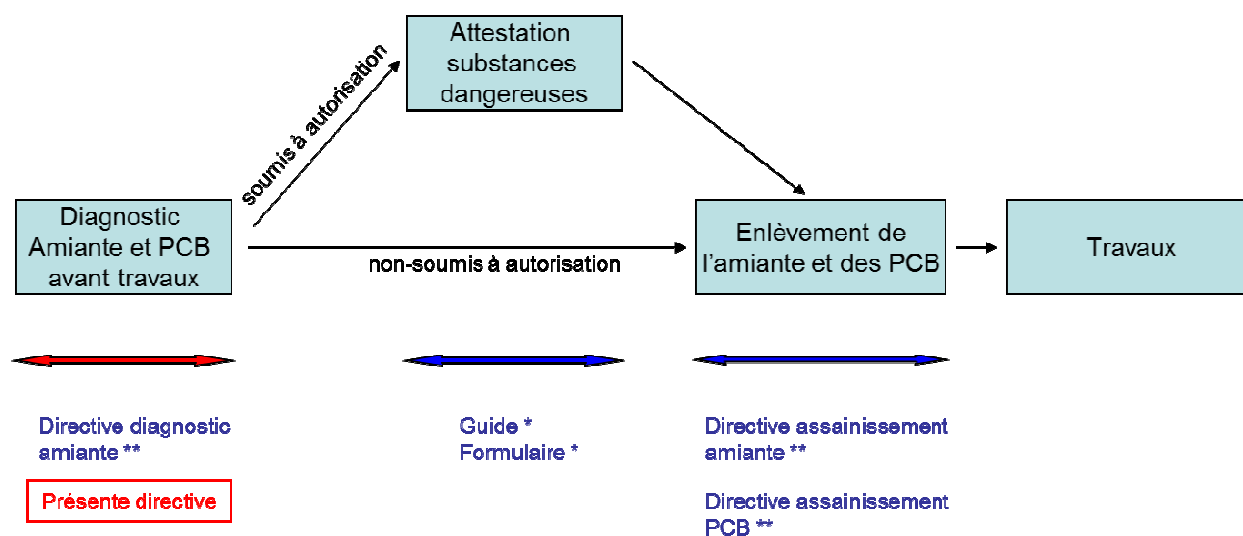 Attestation
substances
dangereuses
soumis à autorisation
Diagnostic
Amiante et PCB
avant travaux
non-soumis à autorisation
Enlèvement de
l'amiante et des PCB
Travaux
Directive diagnostic
amiante **
Présente directive
Guide *
Formulaire *
Directive assainissement
amiante **
Directive assainissement
PCB **